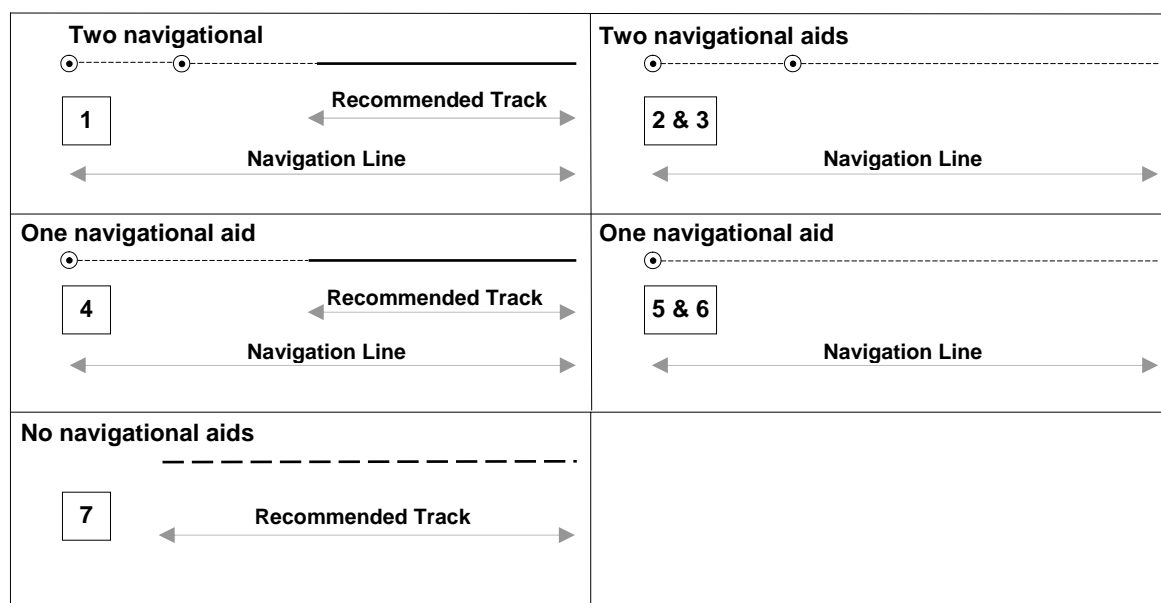 Two navigational
Recommended Track
1
Navigation Line
Two navigational aids
2 & 3
Navigation Line
One navigational aid
Recommended Track
4
Navigation Line
One navigational aid
5 & 6
Navigation Line
No navigational aids
7
Recommended Track